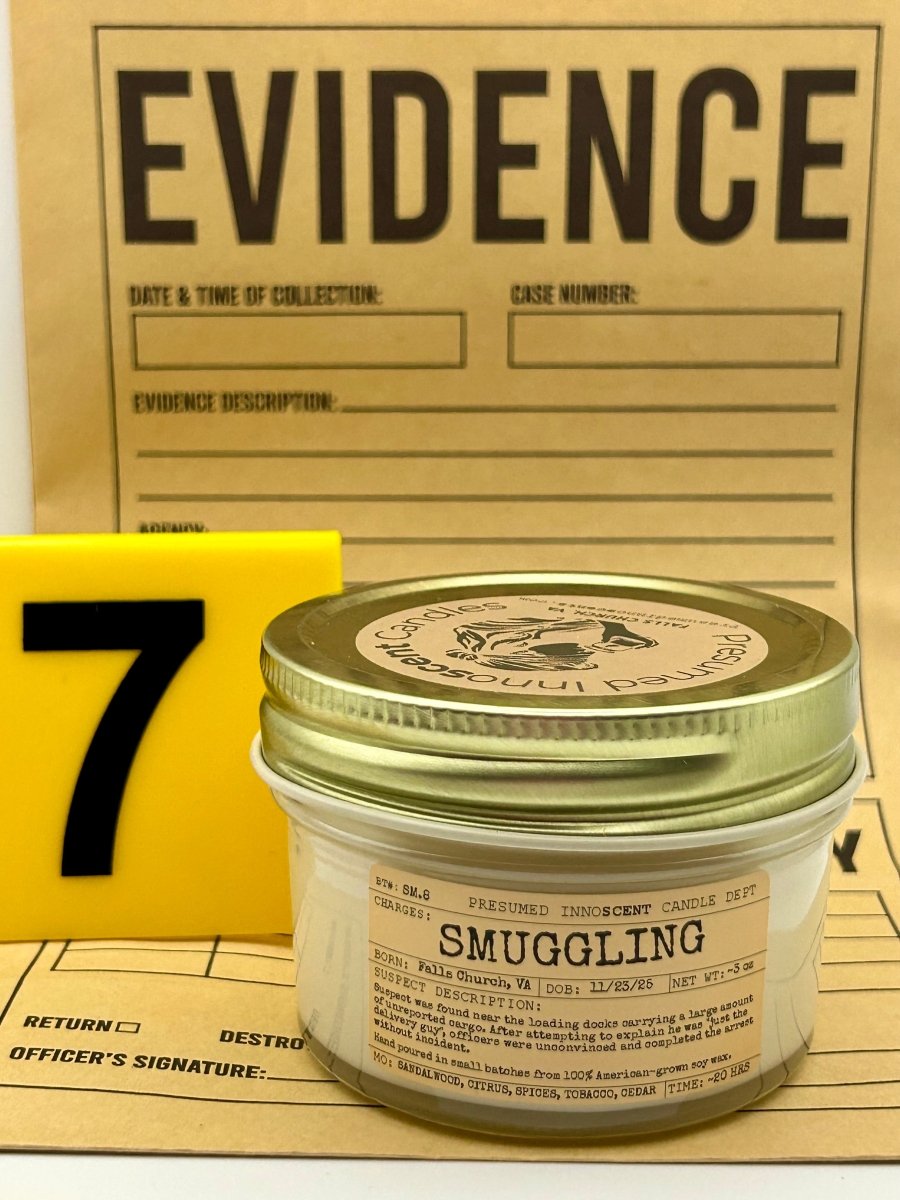 EVIDENCE
DATE & TIME OF COLLECTION:
CASE NUMBER:
EVIDENCE DESCRIPTION:
AGENCY:
7
Presumed InnoScent Candles
FALLS CHURCH, VA
Y
BT#: SM.8
PRESUMED INNOSCENT CANDLE DEPT
CHARGES:
SMUGGLING
BORN: Falls Church, VA
DOB: 11/23/25
NET WT: ~3 oz
SUSPECT DESCRIPTION:
Suspect was found near the loading docks carrying a large amount
of unreported cargo. After attempting to explain he was 'just the
delivery guy', officers were unconvinced and completed the arrest
without incident.
Hand poured in small batches from 100% American-grown soy wax.
MO: SANDALWOOD, CITRUS, SPICES, TOBACCO, CEDAR
TIME: ~20 HRS
RETURN
DESTRO
OFFICER'S SIGNATURE: